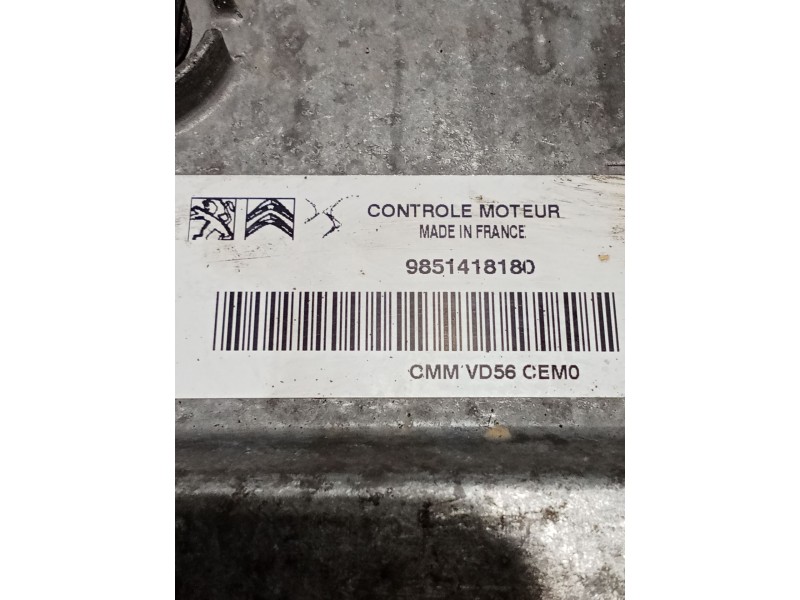 CONTROLE MOTEUR
MADE IN FRANCE
9851418180
CMM VD56 CEM0